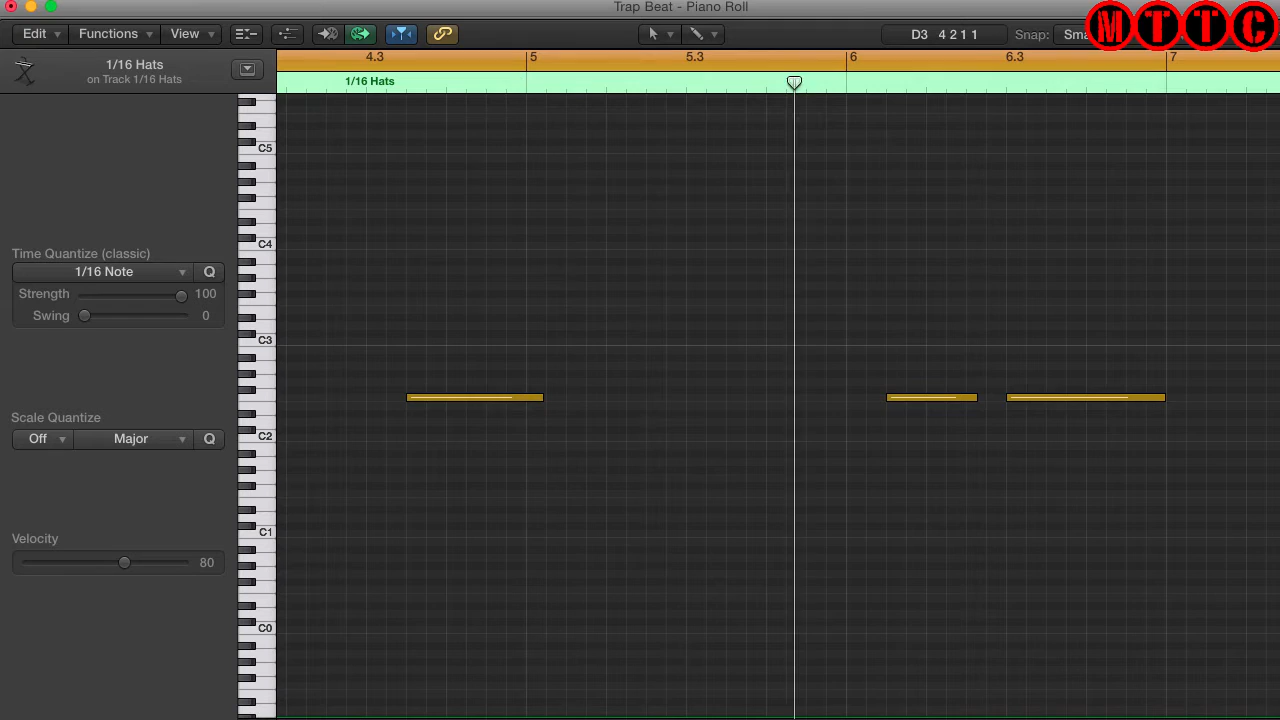 Trap Beat - Piano Roll
Edit Functions View
D3 4 2 1 1 Snap:
MTTC
1/16 Hats
on Track 1/16 Hats
4.3 5 5.3 6 6.3 7
1/16 Hats
C5
C4
Time Quantize (classic)
1/16 Note Q
Strength 100
Swing 0
C3
Scale Quantize
Off Major Q
C2
C1
Velocity
80
C0